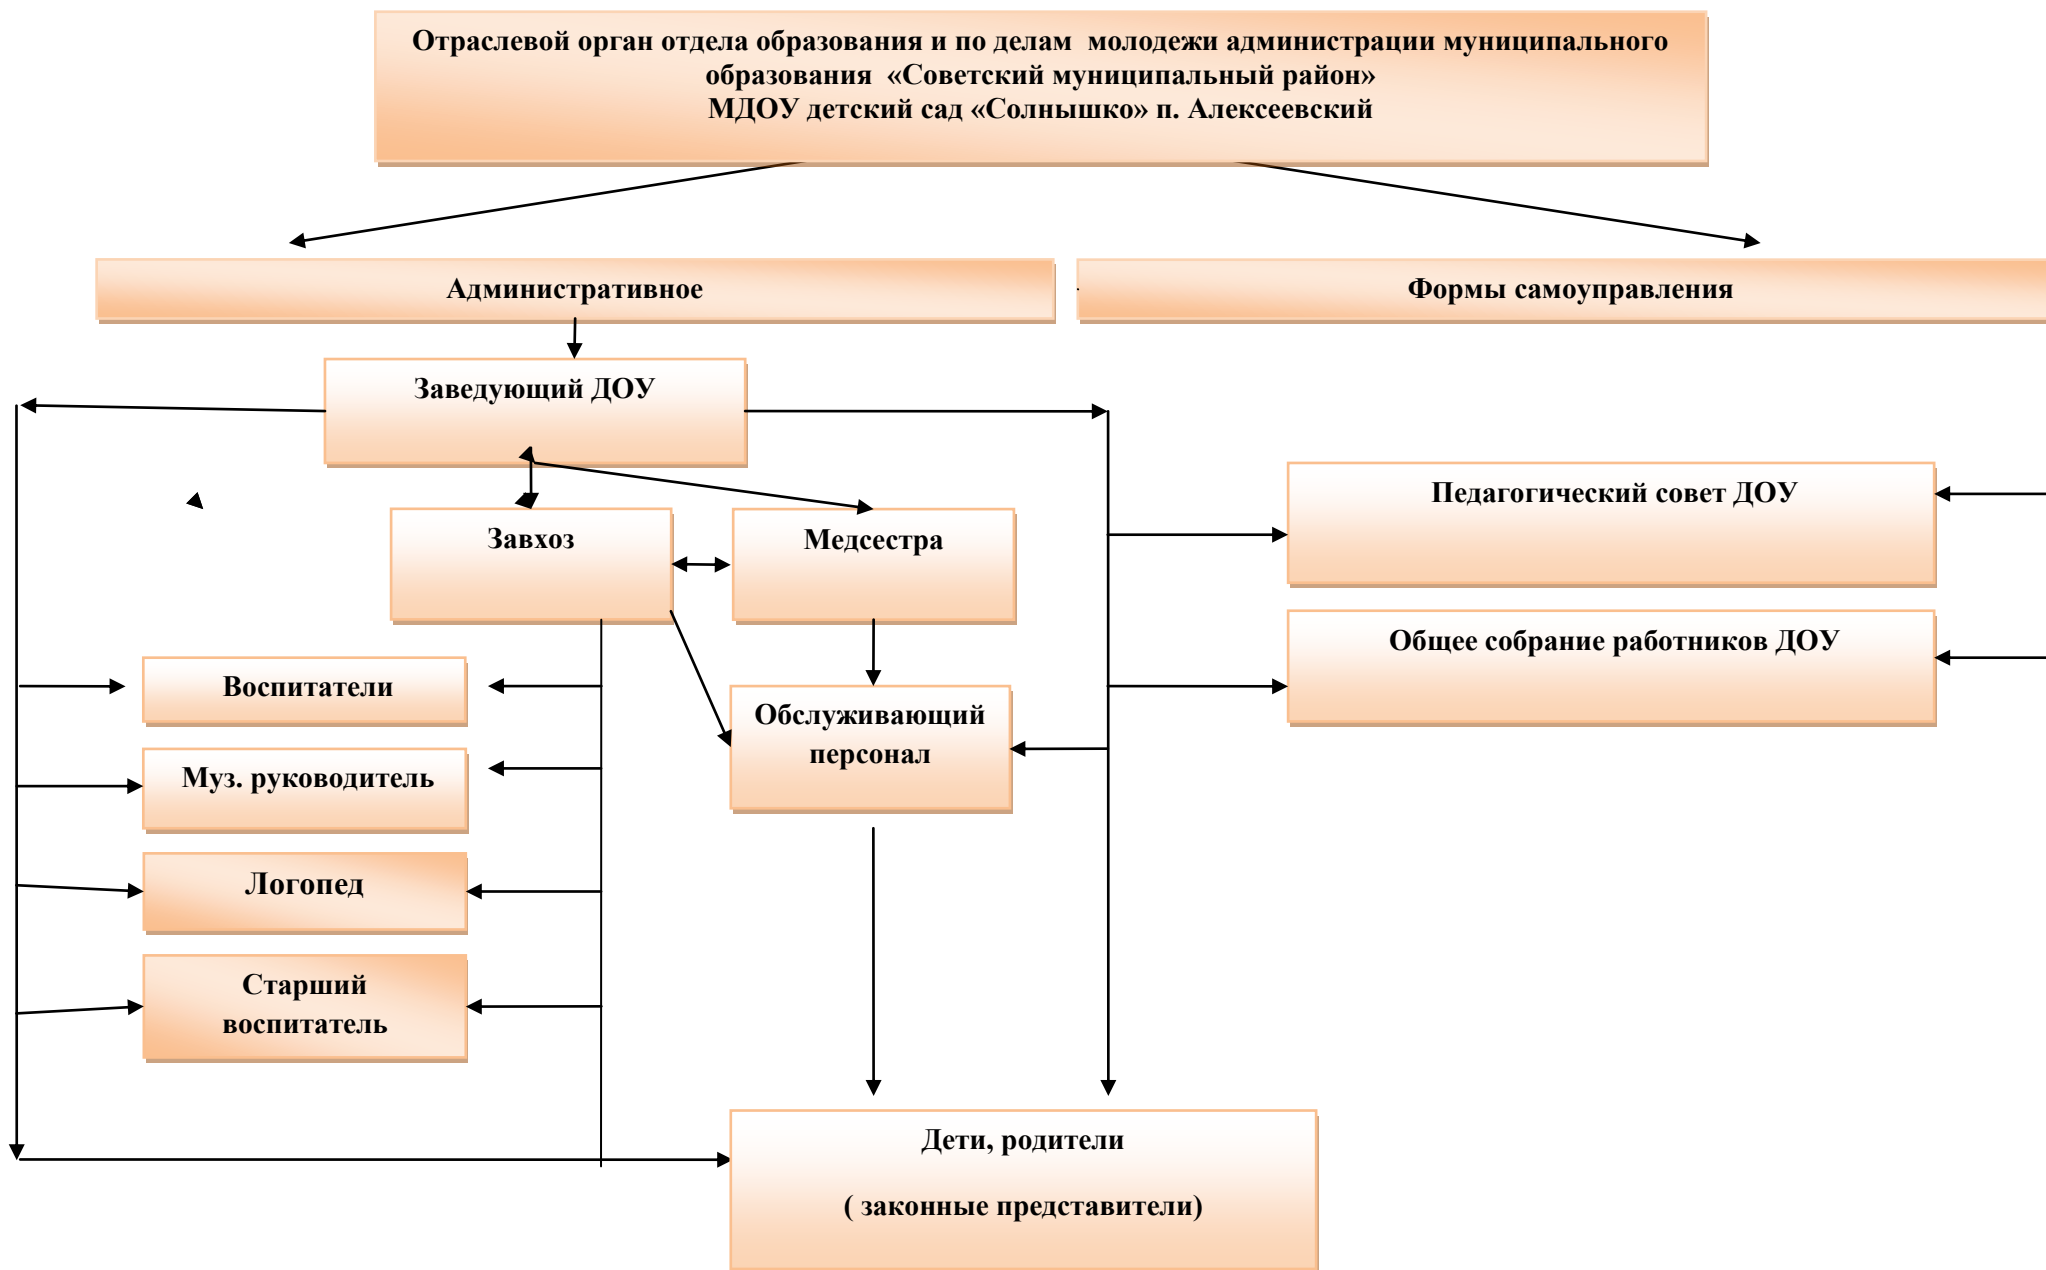 Отраслевой орган отдела образования и по делам  молодежи администрации муниципального
образования  «Советский муниципальный район»
МДОУ детский сад «Солнышко» п. Алексеевский
Административное
Формы самоуправления
Заведующий ДОУ
Педагогический совет ДОУ
Завхоз
Медсестра
Общее собрание работников ДОУ
Воспитатели
Обслуживающий
персонал
Муз. руководитель
Логопед
Старший
воспитатель
Дети, родители
( законные представители)